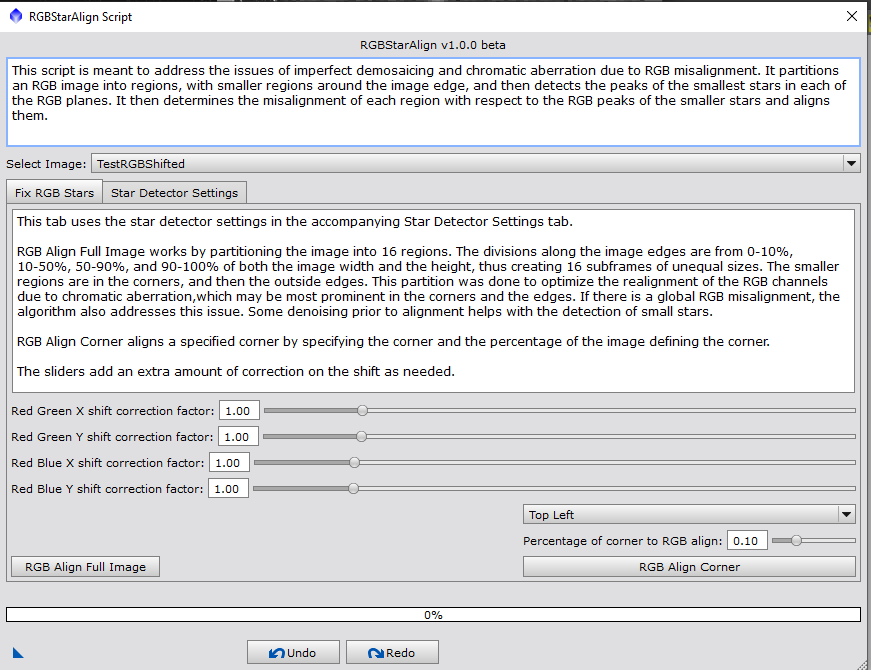 RGBStarAlign Script
RGBStarAlign v1.0.0 beta
This script is meant to address the issues of imperfect demosaicing and chromatic aberration due to RGB misalignment. It partitions
an RGB image into regions, with smaller regions around the image edge, and then detects the peaks of the smallest stars in each of
the RGB planes. It then determines the misalignment of each region with respect to the RGB peaks of the smaller stars and aligns
them.
Select Image: TestRGBShifted
Fix RGB Stars Star Detector Settings
This tab uses the star detector settings in the accompanying Star Detector Settings tab.
RGB Align Full Image works by partitioning the image into 16 regions. The divisions along the image edges are from 0-10%,
10-50%, 50-90%, and 90-100% of both the image width and the height, thus creating 16 subframes of unequal sizes. The smaller
regions are in the corners, and then the outside edges. This partition was done to optimize the realignment of the RGB channels
due to chromatic aberration,which may be most prominent in the corners and the edges. If there is a global RGB misalignment, the
algorithm also addresses this issue. Some denoising prior to alignment helps with the detection of small stars.
RGB Align Corner aligns a specified corner by specifying the corner and the percentage of the image defining the corner.
The sliders add an extra amount of correction on the shift as needed.
Red Green X shift correction factor: 1.00
Red Green Y shift correction factor: 1.00
Red Blue X shift correction factor: 1.00
Red Blue Y shift correction factor: 1.00
Top Left
Percentage of corner to RGB align: 0.10
RGB Align Full Image RGB Align Corner
0%
Undo Redo